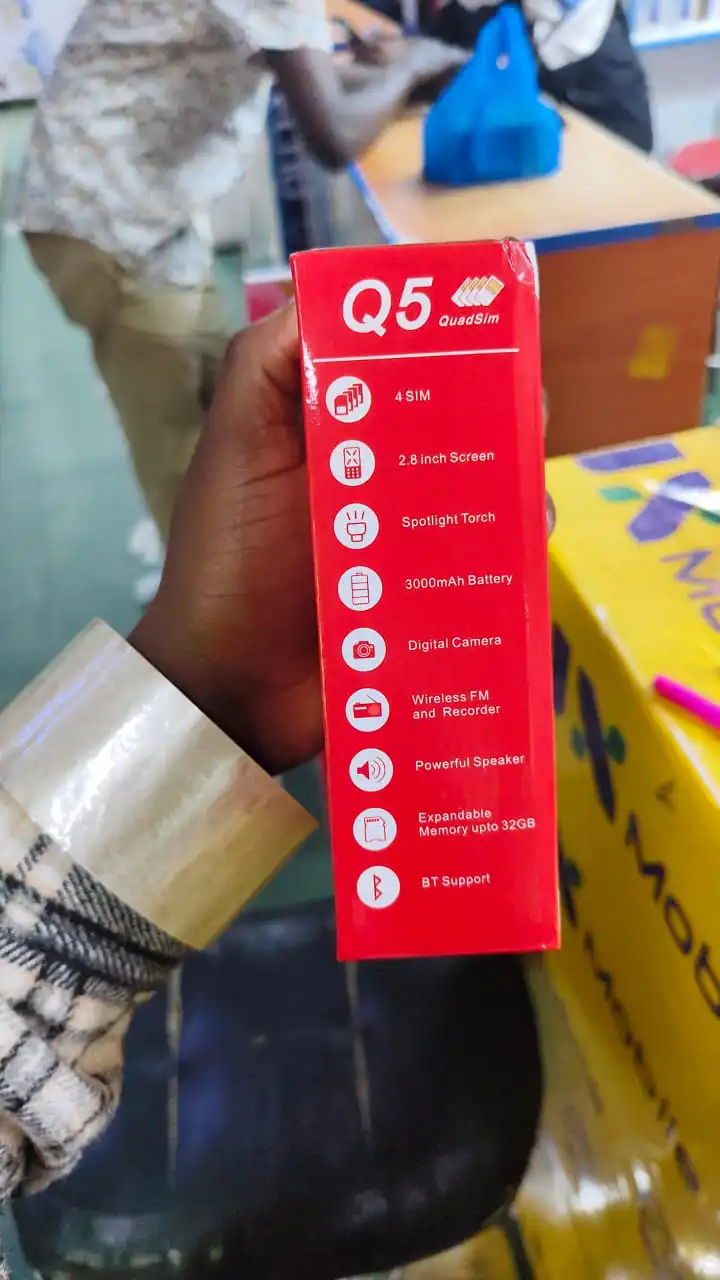 Q5
QuadSim
4 SIM
2.8 inch Screen
Spotlight Torch
3000mAh Battery
Digital Camera
Wireless FM
and Recorder
Powerful Speaker
Expandable
Memory upto 32GB
BT Support
X Mobile